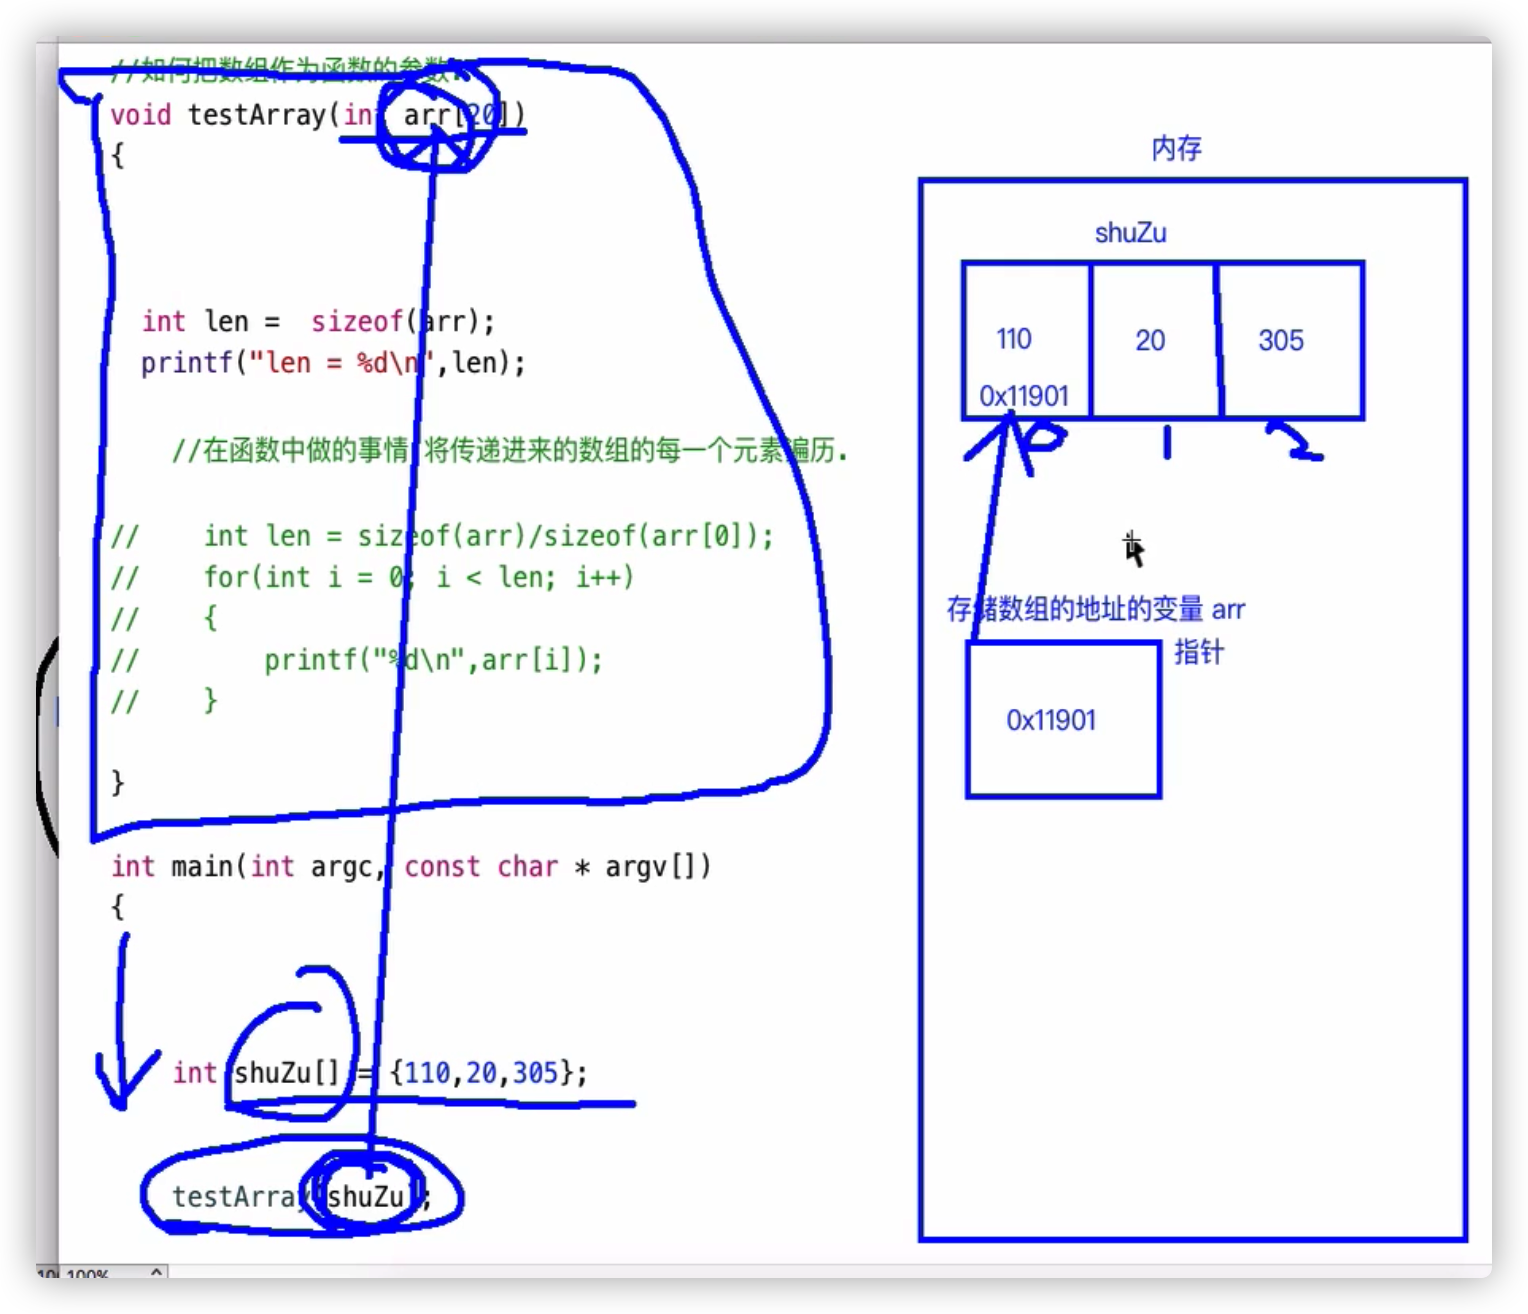 //如何把数组作为函数的参数.
void testArray(int arr[20])
{
int len =  sizeof(arr);
printf("len = %d\n",len);
//在函数中做的事情 将传递进来的数组的每一个元素遍历.
//    int len = sizeof(arr)/sizeof(arr[0]);
//    for(int i = 0; i < len; i++)
//    {
//        printf("%d\n",arr[i]);
//    }
}
int main(int argc, const char * argv[])
{
int shuZu[] = {110,20,305};
testArray(shuZu);
100%
内存
shuZu
110 20 305
0x11901
0 1 2
存储数组的地址的变量 arr
指针
0x11901